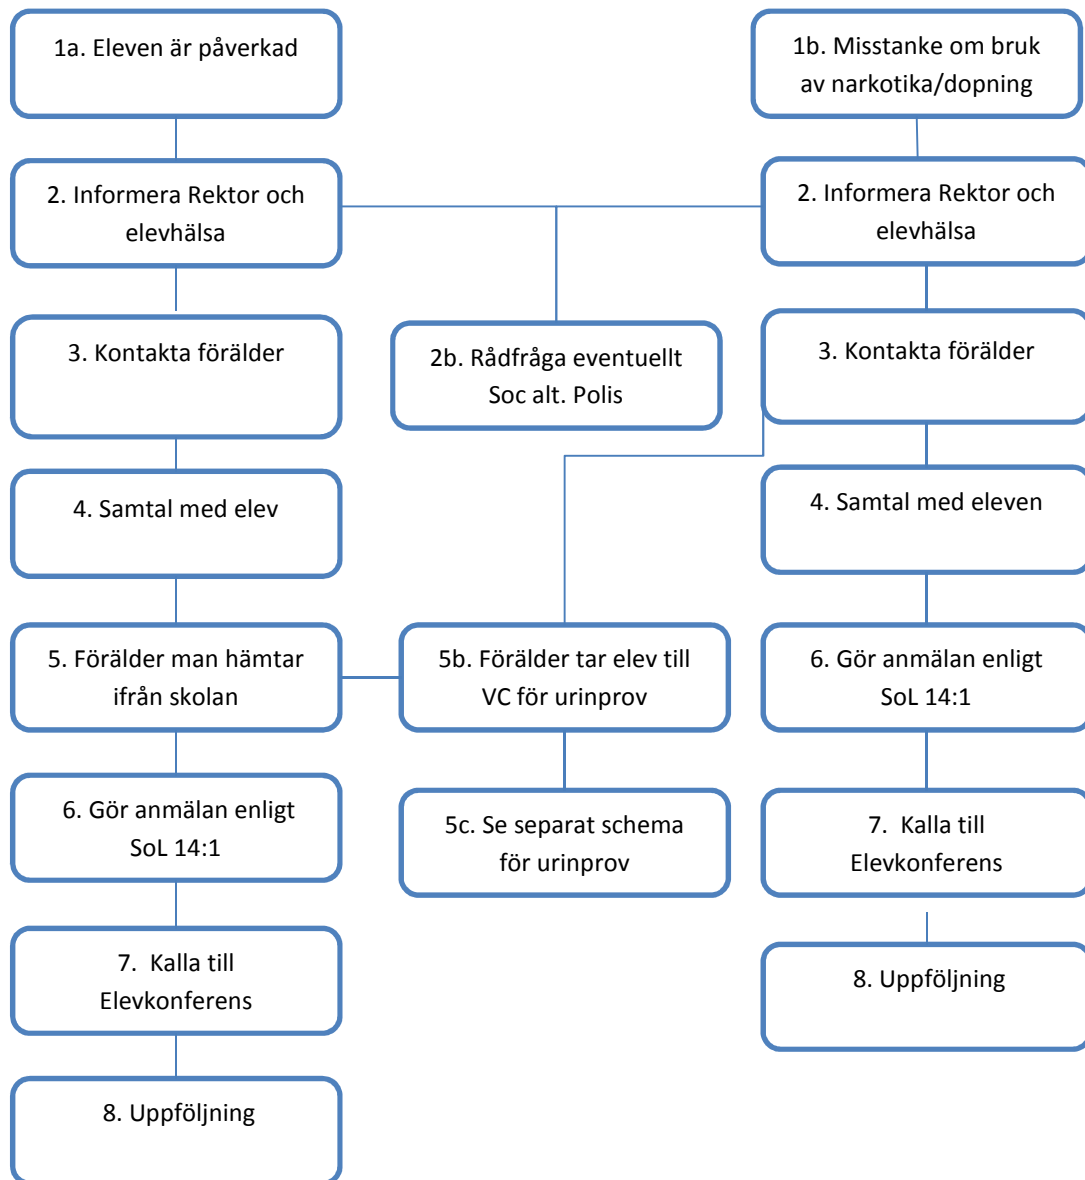 1a. Eleven är påverkad
1b. Misstanke om bruk
av narkotika/dopning
2. Informera Rektor och
elevhälsa
2. Informera Rektor och
elevhälsa
3. Kontakta förälder
2b. Rådfråga eventuellt
Soc alt. Polis
3. Kontakta förälder
4. Samtal med elev
4. Samtal med eleven
5. Förälder man hämtar
ifrån skolan
5b. Förälder tar elev till
VC för urinprov
6. Gör anmälan enligt
SoL 14:1
6. Gör anmälan enligt
SoL 14:1
5c. Se separat schema
för urinprov
7. Kalla till
Elevkonferens
7. Kalla till
Elevkonferens
8. Uppföljning
8. Uppföljning